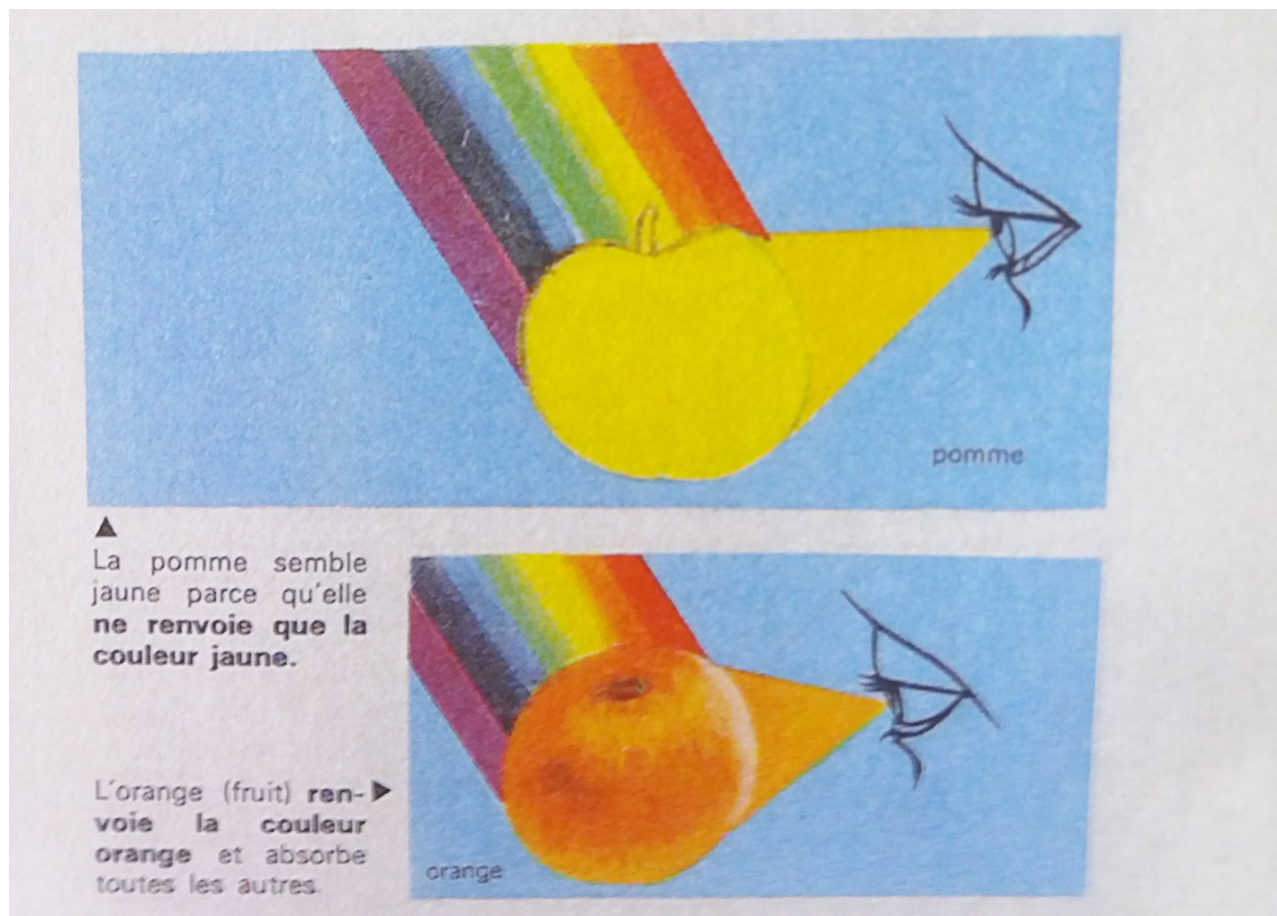 pomme
La pomme semble
jaune parce qu'elle
ne renvoie que la
couleur jaune.
L'orange (fruit) ren-
voie la couleur
orange et absorbe
toutes les autres
orange